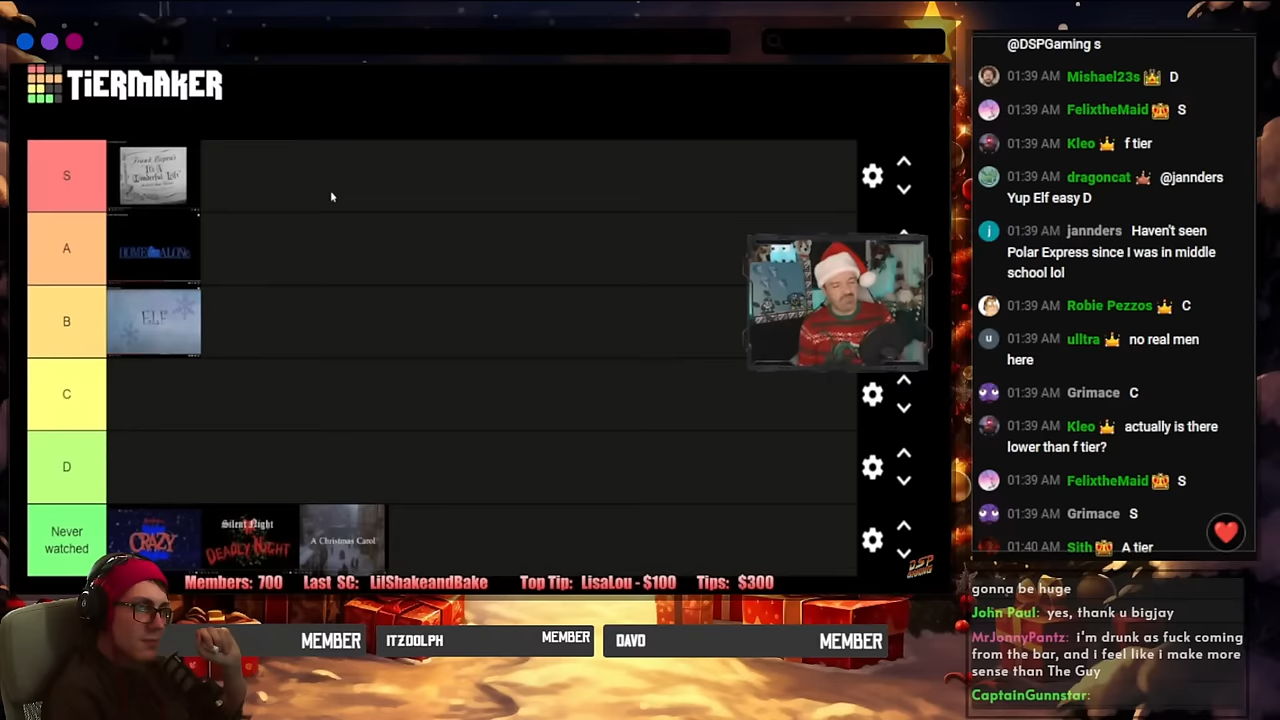 TiERMAKER
S
Frank Capra's
It's A
Wonderful Life
A
HOME ALONE
B
ELF
C
D
Never
watched
CRAZY
Silent Night
DEADLY NIGHT
A Christmas Carol
DSP
GAMING
Members: 700 Last SC: LilShakeandBake Top Tip: LisaLou - $100 Tips: $300
MEMBER ITZDOLPH MEMBER DAVD MEMBER
@DSPGaming s
01:39 AM Mishael23s D
01:39 AM FelixtheMaid S
01:39 AM Kleo f tier
01:39 AM dragoncat @jannders
Yup Elf easy D
j 01:39 AM jannders Haven't seen
Polar Express since I was in middle
school lol
01:39 AM Robie Pezzos C
u 01:39 AM ulltra no real men
here
01:39 AM Grimace C
01:39 AM Kleo actually is there
lower than f tier?
01:39 AM FelixtheMaid S
01:39 AM Grimace S
01:40 AM Sith A tier
gonna be huge
John Paul: yes, thank u bigjay
MrJonnyPantz: i'm drunk as fuck coming
from the bar, and i feel like i make more
sense than The Guy
CaptainGunnstar: